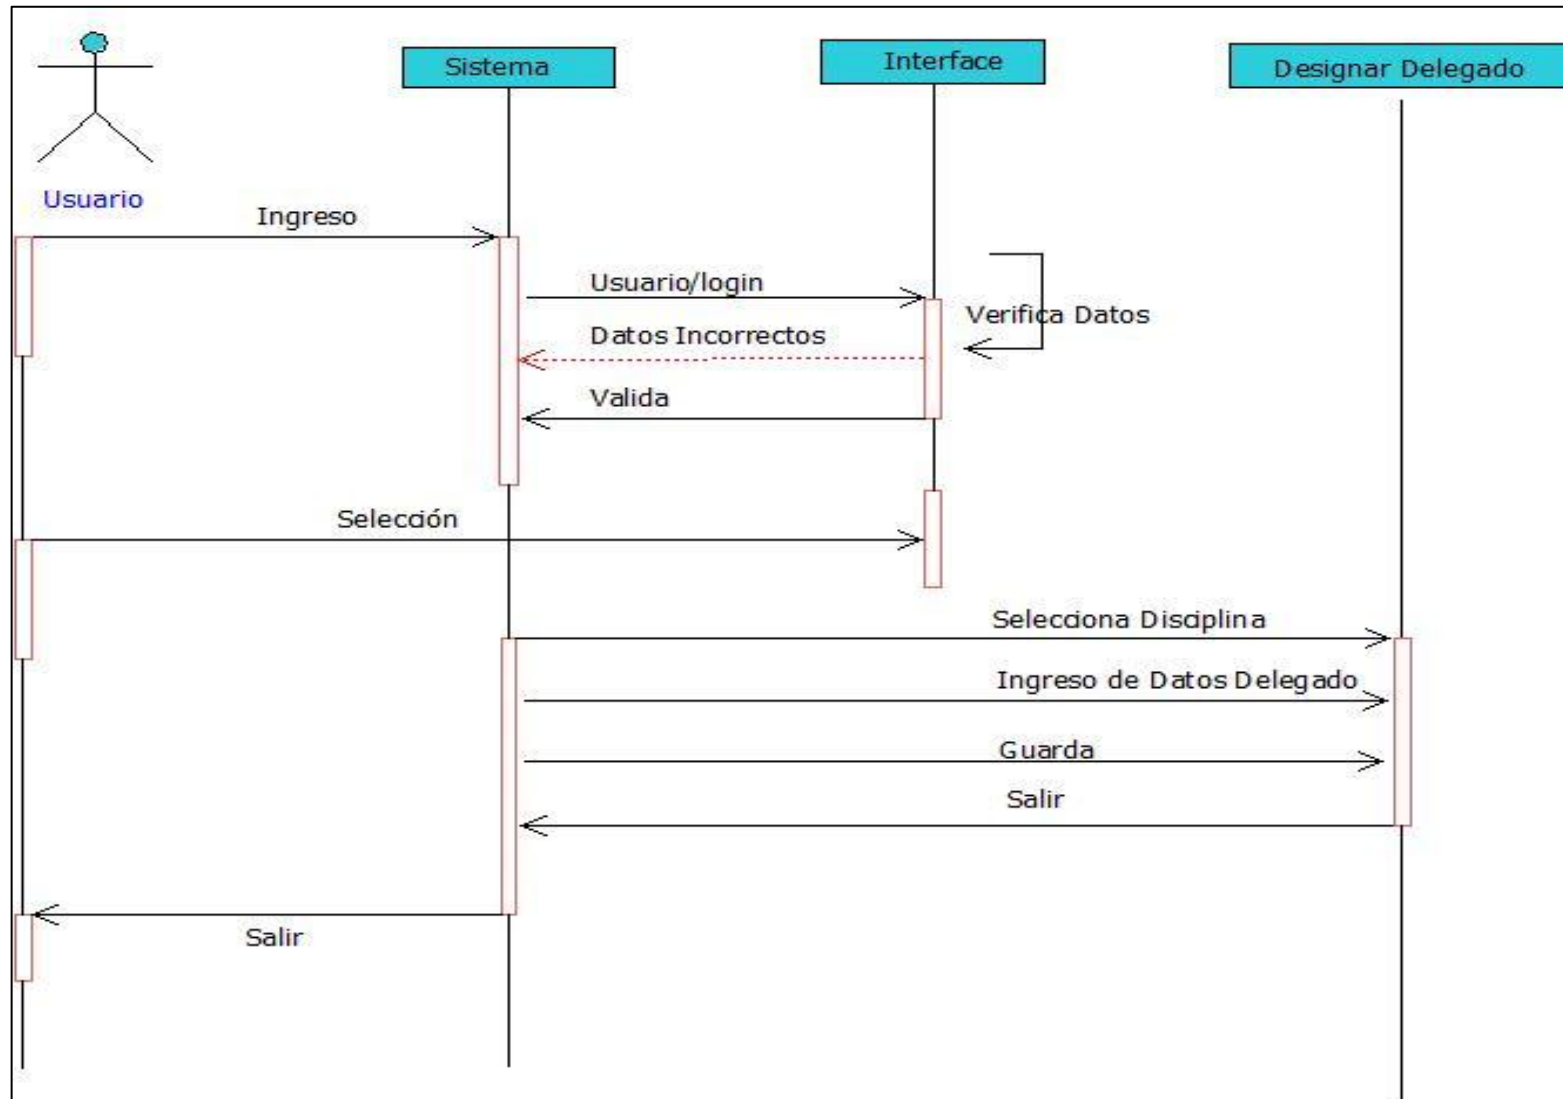 Sistema
Interface
Designar Delegado
Usuario
Ingreso
Usuario/login
Verifica Datos
Datos Incorrectos
Valida
Selección
Selecciona Disciplina
Ingreso de Datos Delegado
Guarda
Salir
Salir